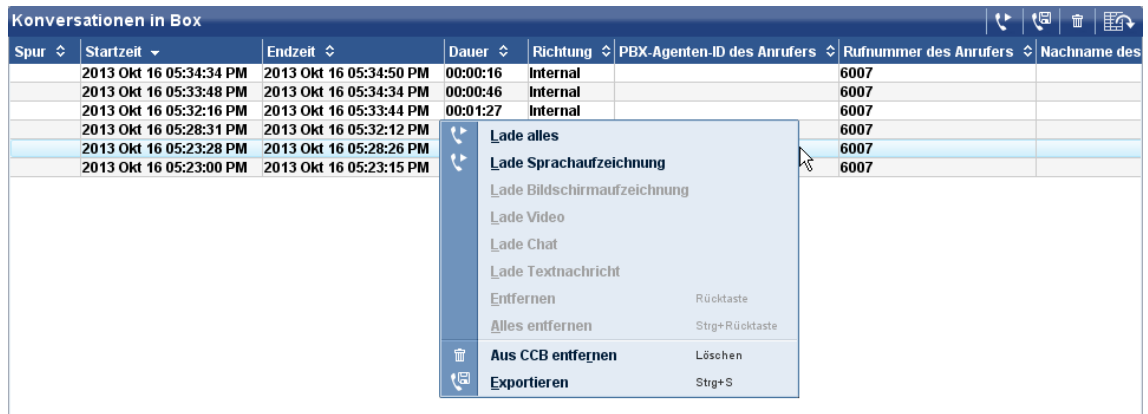 Konversationen in Box
Spur Startzeit Endzeit Dauer Richtung PBX-Agenten-ID des Anrufers Rufnummer des Anrufers Nachname des
2013 Okt 16 05:34:34 PM 2013 Okt 16 05:34:50 PM 00:00:16 Internal 6007
2013 Okt 16 05:33:48 PM 2013 Okt 16 05:34:34 PM 00:00:46 Internal 6007
2013 Okt 16 05:32:16 PM 2013 Okt 16 05:33:44 PM 00:01:27 Internal 6007
2013 Okt 16 05:28:31 PM 2013 Okt 16 05:32:12 PM 6007
2013 Okt 16 05:23:28 PM 2013 Okt 16 05:28:26 PM 6007
2013 Okt 16 05:23:00 PM 2013 Okt 16 05:23:15 PM 6007
Lade alles
Lade Sprachaufzeichnung
Lade Bildschirmaufzeichnung
Lade Video
Lade Chat
Lade Textnachricht
Entfernen Rücktaste
Alles entfernen Strg+Rücktaste
Aus CCB entfernen Löschen
Exportieren Strg+S